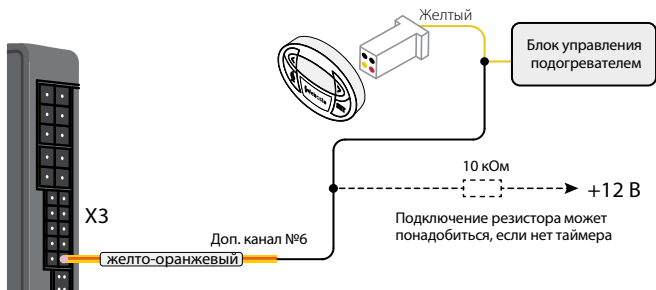 Желтый
Блок управления
подогревателем
10 кОм
+12 В
X3
Подключение резистора может
понадобиться, если нет таймера
Доп. канал №6
желто-оранжевый